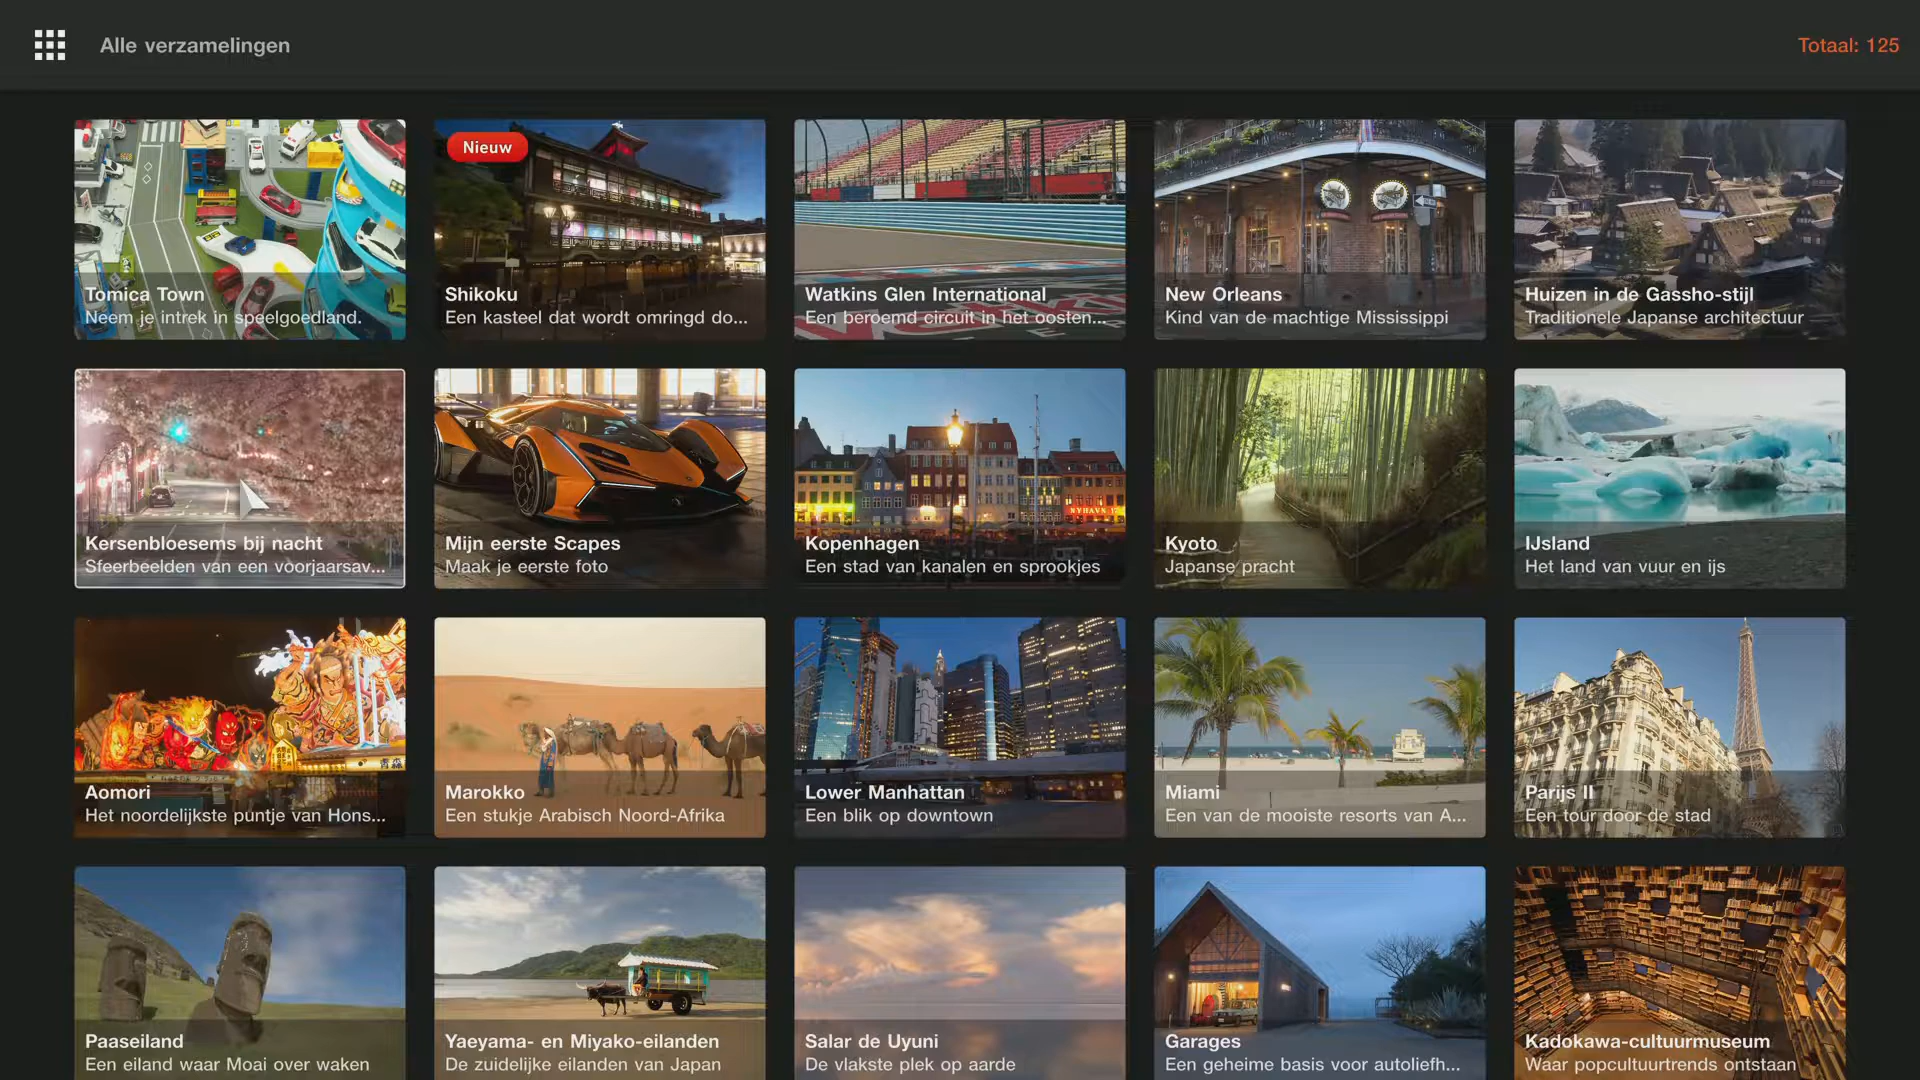 Alle verzamelingen
Totaal: 125
Nieuw
Tomica Town
Neem je intrek in speelgoedland.
Shikoku
Een kasteel dat wordt omringd do...
Watkins Glen International
Een beroemd circuit in het oosten...
New Orleans
Kind van de machtige Mississippi
Huizen in de Gassho-stijl
Traditionele Japanse architectuur
Kersenbloesems bij nacht
Sfeerbeelden van een voorjaarsav...
Mijn eerste Scapes
Maak je eerste foto
NYHAVN 17
Kopenhagen
Een stad van kanalen en sprookjes
Kyoto
Japanse pracht
IJsland
Het land van vuur en ijs
Aomori
Het noordelijkste puntje van Hons...
Marokko
Een stukje Arabisch Noord-Afrika
Lower Manhattan
Een blik op downtown
Miami
Een van de mooiste resorts van A...
Parijs II
Een tour door de stad
Paaseiland
Een eiland waar Moai over waken
Yaeyama- en Miyako-eilanden
De zuidelijke eilanden van Japan
Salar de Uyuni
De vlakste plek op aarde
Garages
Een geheime basis voor autoliefh...
Kadokawa-cultuurmuseum
Waar popcultuurtrends ontstaan